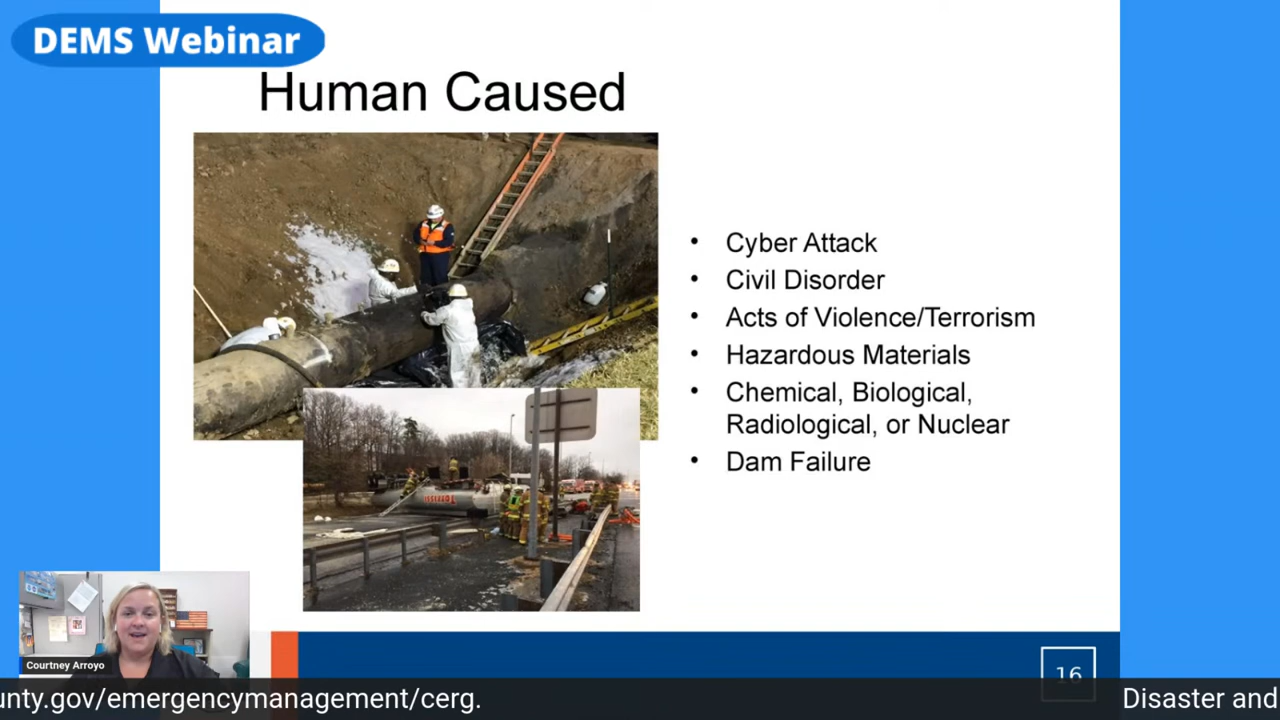 DEMS Webinar
Human Caused
• Cyber Attack
• Civil Disorder
• Acts of Violence/Terrorism
• Hazardous Materials
• Chemical, Biological,
Radiological, or Nuclear
• Dam Failure
Courtney Arroyo
16
unty.gov/emergencymanagement/cerg.
Disaster and